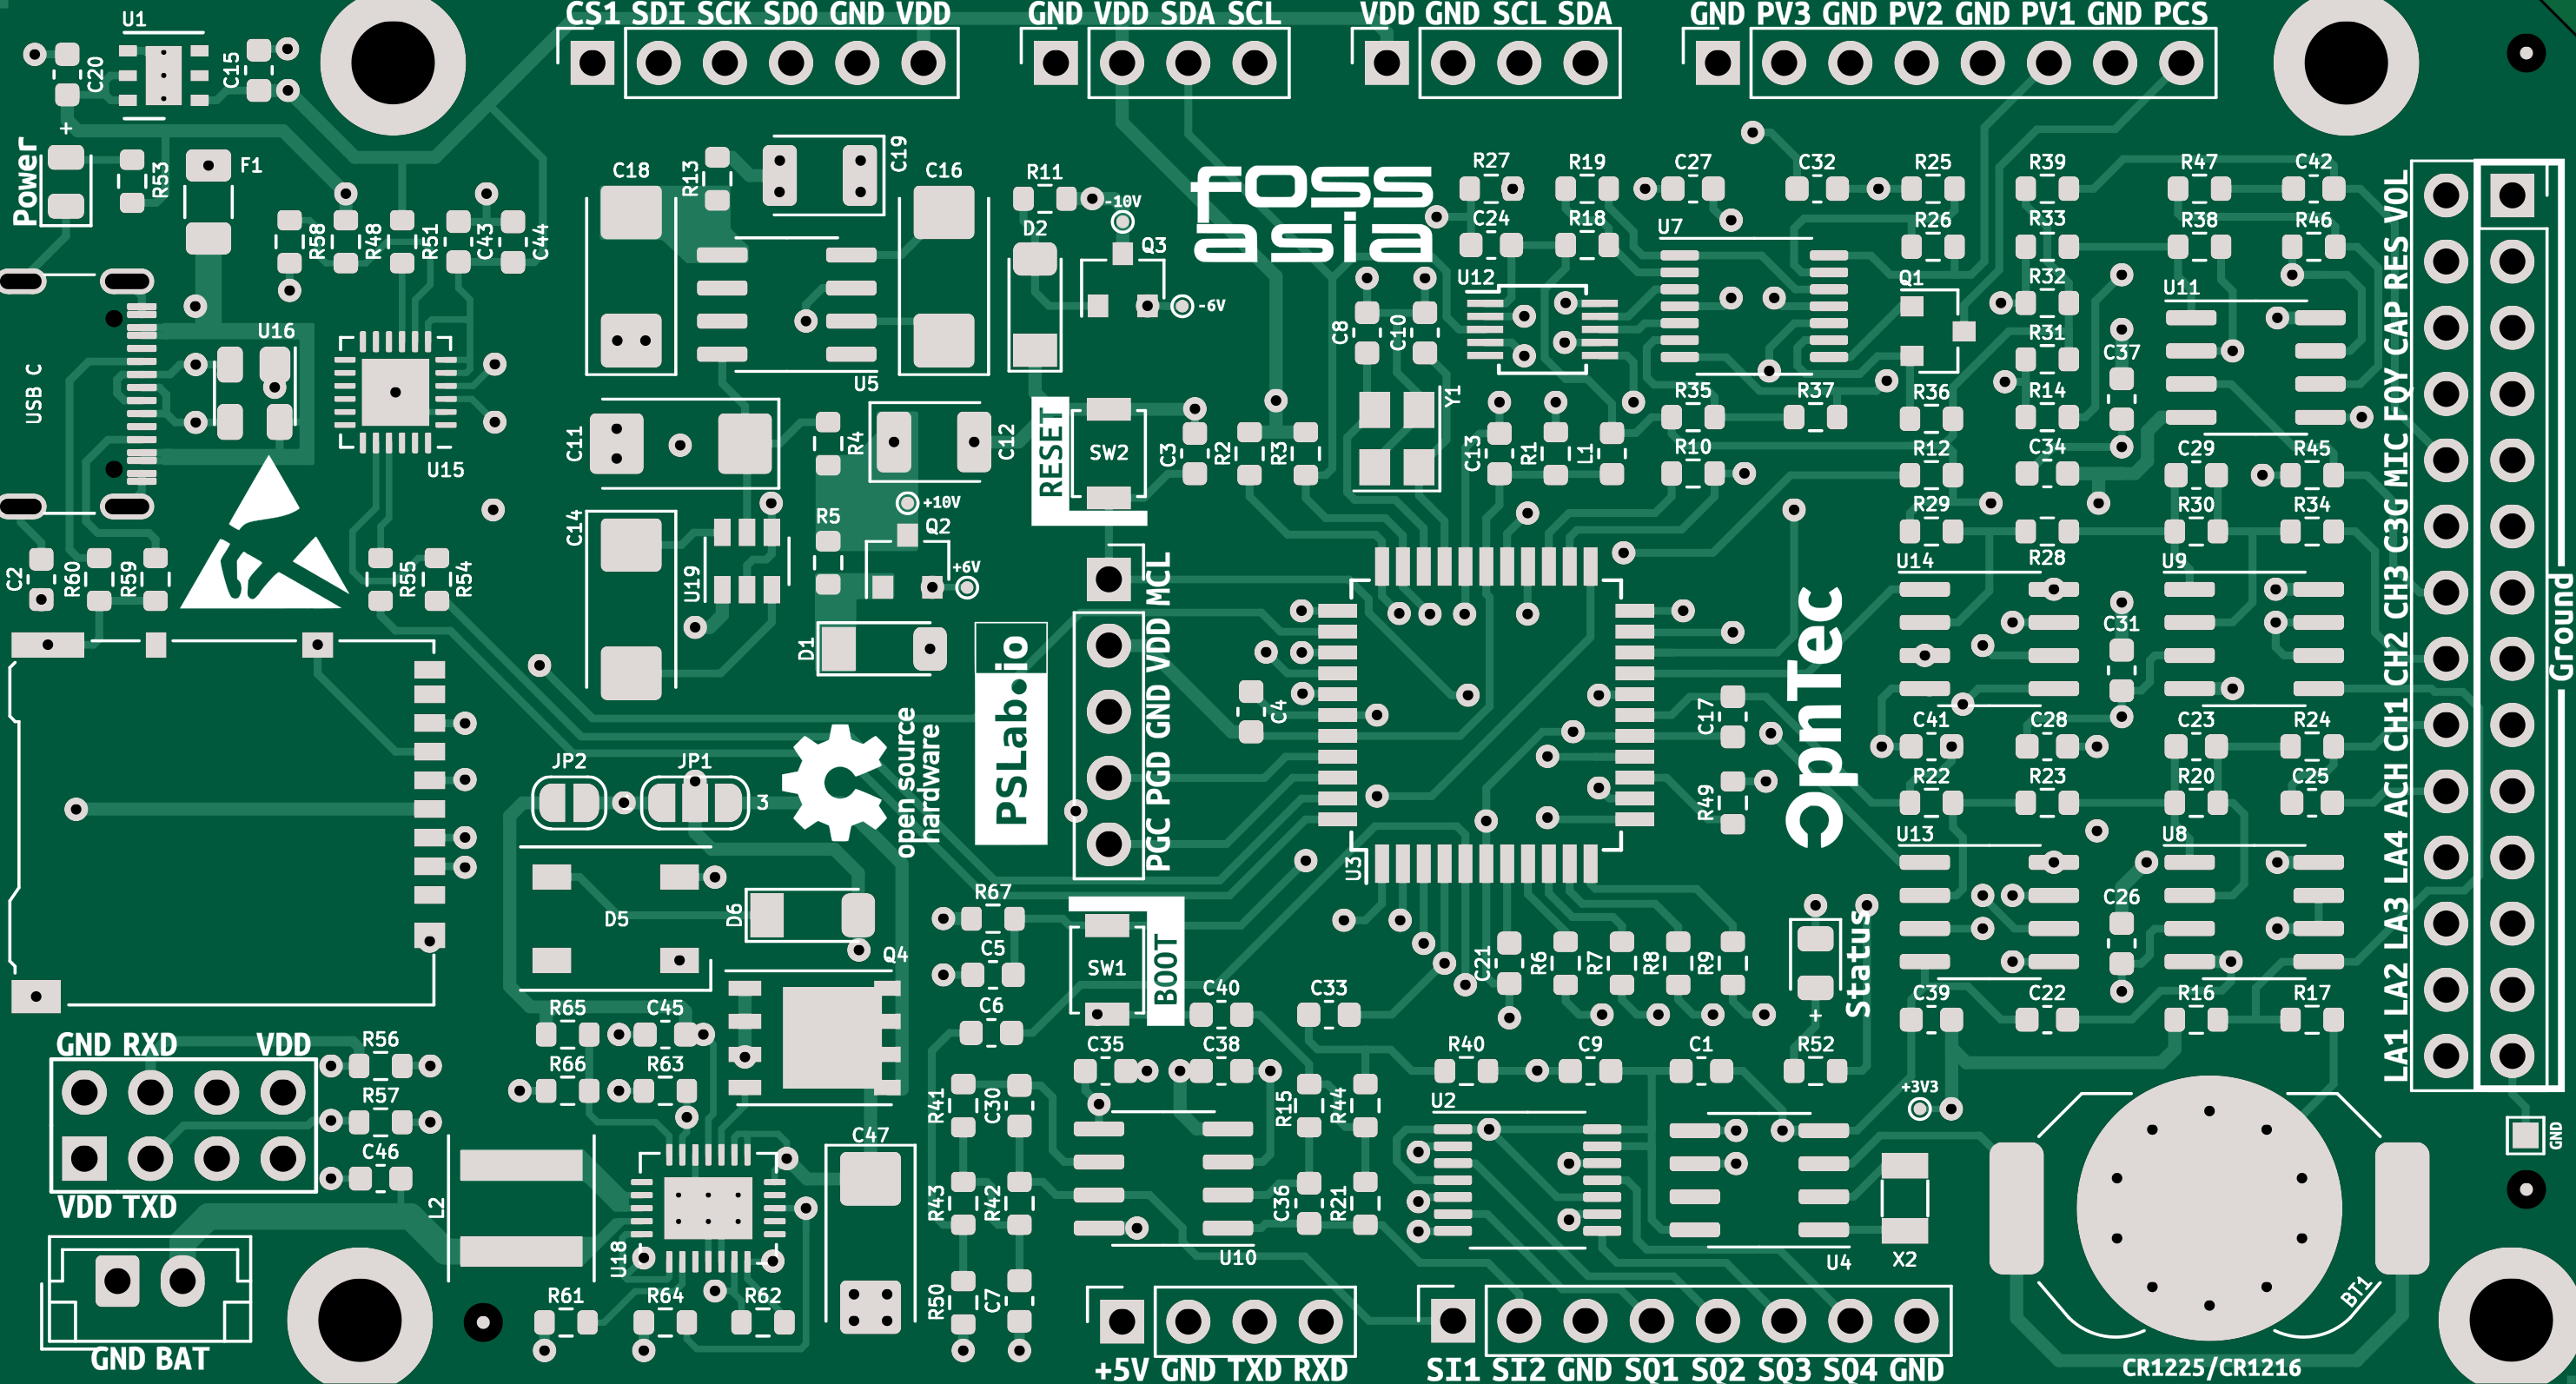 U1
CS1 SDI SCK SDO GND VDD
GND VDD SDA SCL
VDD GND SCL SDA
GND PV3 GND PV2 GND PV1 GND PCS
C20
C15
+
Power
R53
F1
C18
R13
C19
C16
R11
-10V
D2
Q3
-6V
foss
asia
R27
R19
C27
C32
R25
R39
R47
C42
C24
R18
U7
R26
R33
R38
R46
R58
R48
R51
C43
C44
U12
Q1
R32
U11
C8
C10
R31
C37
USB C
U16
U15
U5
Y1
R35
R37
R36
R14
C11
R4
C12
RESET
SW2
C3
R2
R3
C13
R1
L1
R10
R12
C34
C29
R45
C14
+10V
R5
Q2
+6V
R29
R28
R30
R34
C2
R60
R59
R55
R54
U19
D1
MCL
VDD
GND
PGD
PGC
PSLab.io
C4
C17
R49
OpnTec
U14
U9
C31
C41
C28
C23
R24
R22
R23
R20
C25
JP2
JP1
3
open source
hardware
U3
U13
U8
C26
D5
D6
Q4
R67
C5
C6
SW1
BOOT
C21
R6
R7
R8
R9
Status
+
C39
C22
R16
R17
LA1 LA2 LA3 LA4 ACH CH1 CH2 CH3 C3G MIC FQY CAP RES VOL
Ground
GND RXD VDD
R56
R57
C46
VDD TXD
R65
C45
R66
R63
C40
C33
C35
C38
R40
C9
C1
R52
+3V3
GND
R41
C30
R15
R44
U2
C47
L2
U18
R43
R42
C36
R21
U10
U4
X2
R61
R64
R62
R50
C7
BT1
GND BAT
+5V GND TXD RXD
SI1 SI2 GND SQ1 SQ2 SQ3 SQ4 GND
CR1225/CR1216